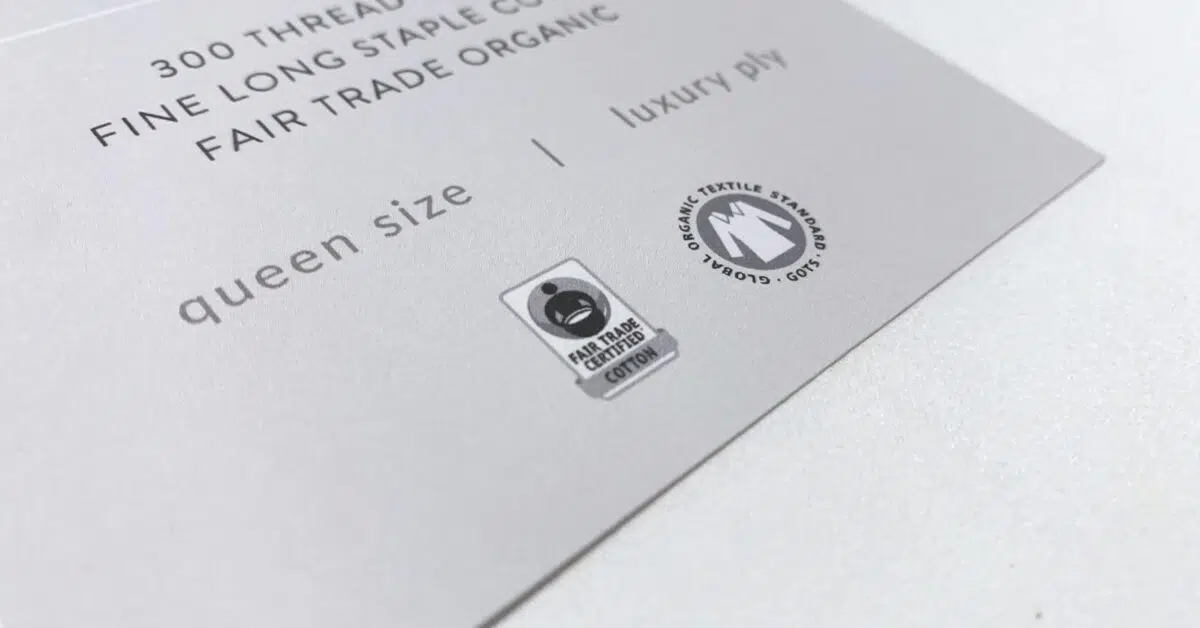 300 THREAD
FINE LONG STAPLE CO
FAIR TRADE ORGANIC
queen size | luxury ply
GLOBAL ORGANIC TEXTILE STANDARD · GOTS ·
FAIR TRADE
CERTIFIED
COTTON